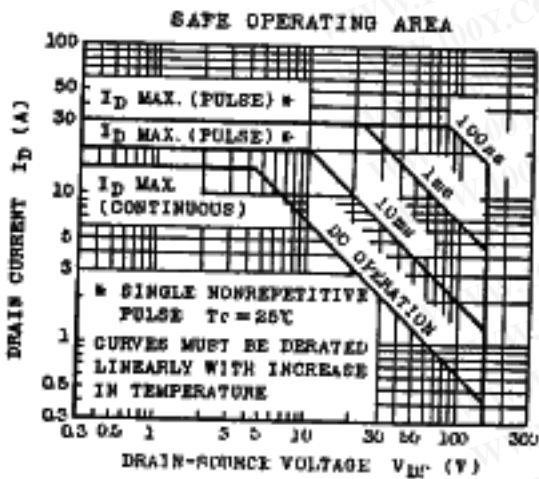 SAFE OPERATING AREA
100
50
30
10
5
3
1
0.5
0.3
DRAIN CURRENT ID (A)
ID MAX. (PULSE) *
ID MAX. (PULSE) *
ID MAX
(CONTINUOUS)
100μs
1ms
10ms
DC OPERATION
* SINGLE NONREPETITIVE
PULSE Tc = 25℃
CURVES MUST BE DERATED
LINEARLY WITH INCREASE
IN TEMPERATURE
0.3 0.5 1 3 5 10 30 50 100 300
DRAIN-SOURCE VOLTAGE (V)